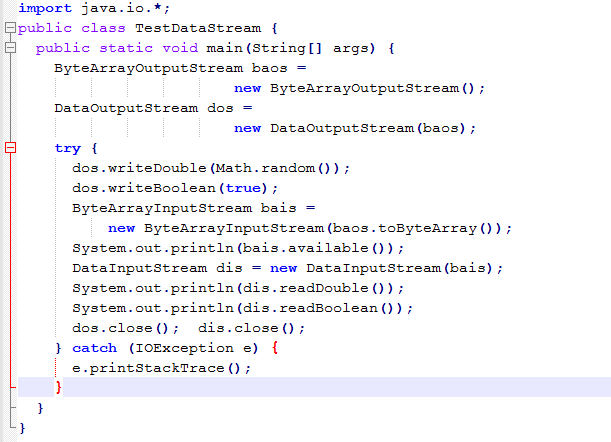 import java.io.*;
public class TestDataStream {
  public static void main(String[] args) {
    ByteArrayOutputStream baos =
                        new ByteArrayOutputStream();
    DataOutputStream dos =
                        new DataOutputStream(baos);
    try {
      dos.writeDouble(Math.random());
      dos.writeBoolean(true);
      ByteArrayInputStream bais =
          new ByteArrayInputStream(baos.toByteArray());
      System.out.println(bais.available());
      DataInputStream dis = new DataInputStream(bais);
      System.out.println(dis.readDouble());
      System.out.println(dis.readBoolean());
      dos.close();  dis.close();
    } catch (IOException e) {
      e.printStackTrace();
    }
  }
}